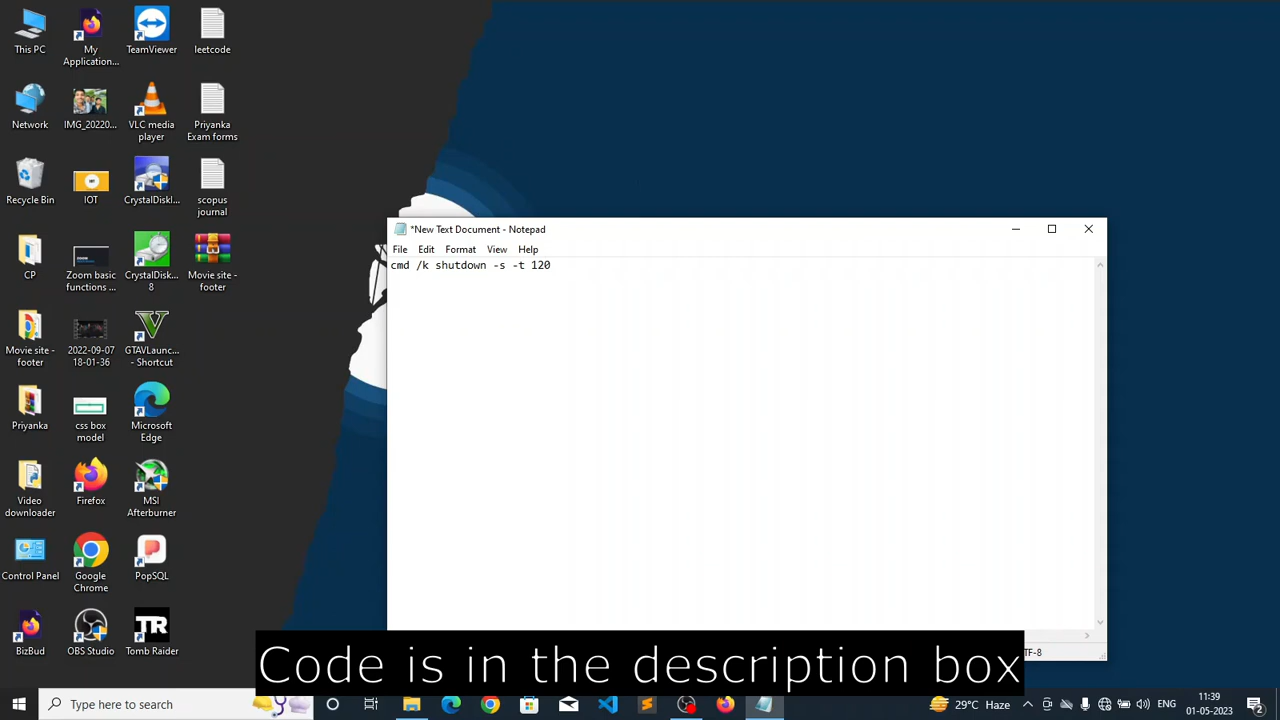 This PC
My
Application...
TeamViewer
leetcode
Network
IMG_20220...
VLC media
player
Priyanka
Exam forms
Recycle Bin
IOT
CrystalDiskI...
scopus
journal
CP
Zoom basic
functions ...
CrystalDisk...
8
Movie site -
footer
Movie site -
footer
2022-09-07
18-01-36
GTAVLaunc...
- Shortcut
Priyanka
css box
model
Microsoft
Edge
Video
downloader
Firefox
MSI
Afterburner
Control Panel
Google
Chrome
PopSQL
BizBud
OBS Studio
TR
Tomb Raider
*New Text Document - Notepad
File Edit Format View Help
cmd /k shutdown -s -t 120
TF-8
Code is in the description box
Type here to search
29°C Haze
ENG
11:39
01-05-2023
2